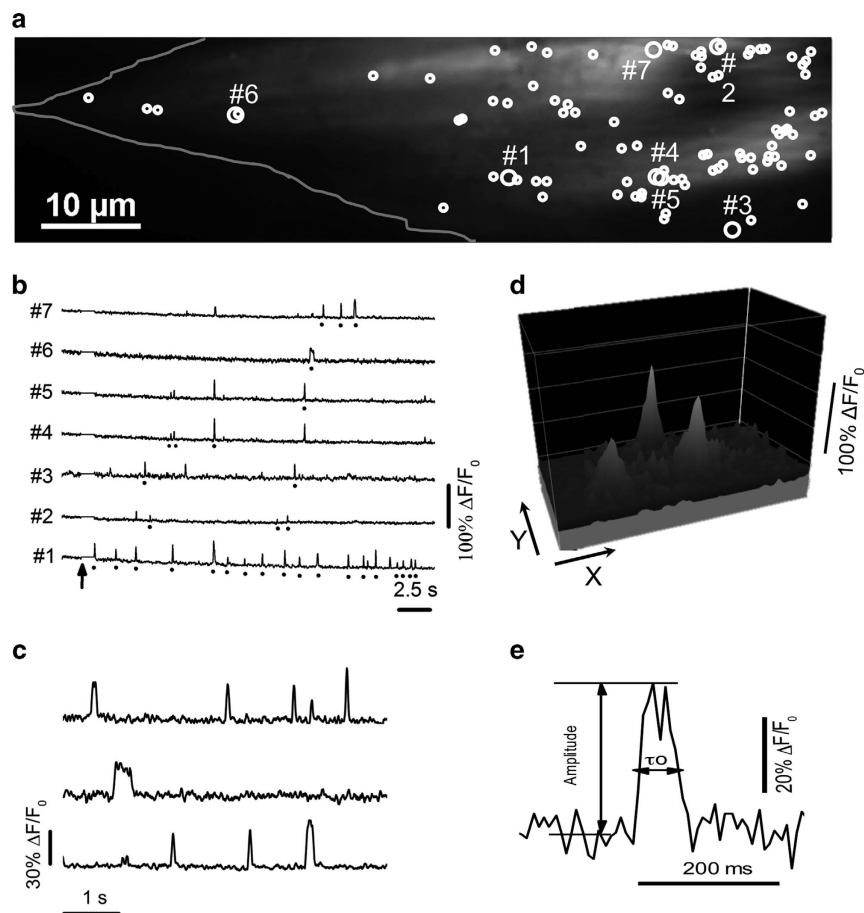 a
#7
#
2
#6
#1
#4
#5
#3
10 µm
b
#7
#6
#5
#4
#3
#2
#1
100% ΔF/F0
2.5 s
d
100% ΔF/F0
Y
X
c
30% ΔF/F0
1 s
e
Amplitude
τO
20% ΔF/F0
200 ms